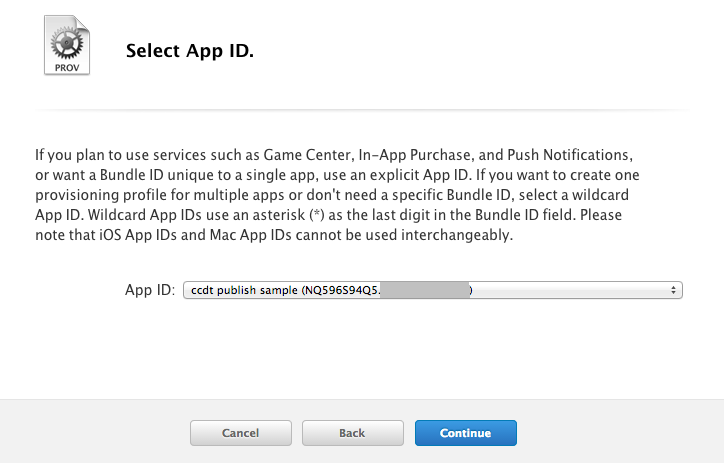 PROV
Select App ID.
If you plan to use services such as Game Center, In-App Purchase, and Push Notifications,
or want a Bundle ID unique to a single app, use an explicit App ID. If you want to create one
provisioning profile for multiple apps or don't need a specific Bundle ID, select a wildcard
App ID. Wildcard App IDs use an asterisk (*) as the last digit in the Bundle ID field. Please
note that iOS App IDs and Mac App IDs cannot be used interchangeably.
App ID: ccdt publish sample (NQ596S94Q5. )
Cancel Back Continue